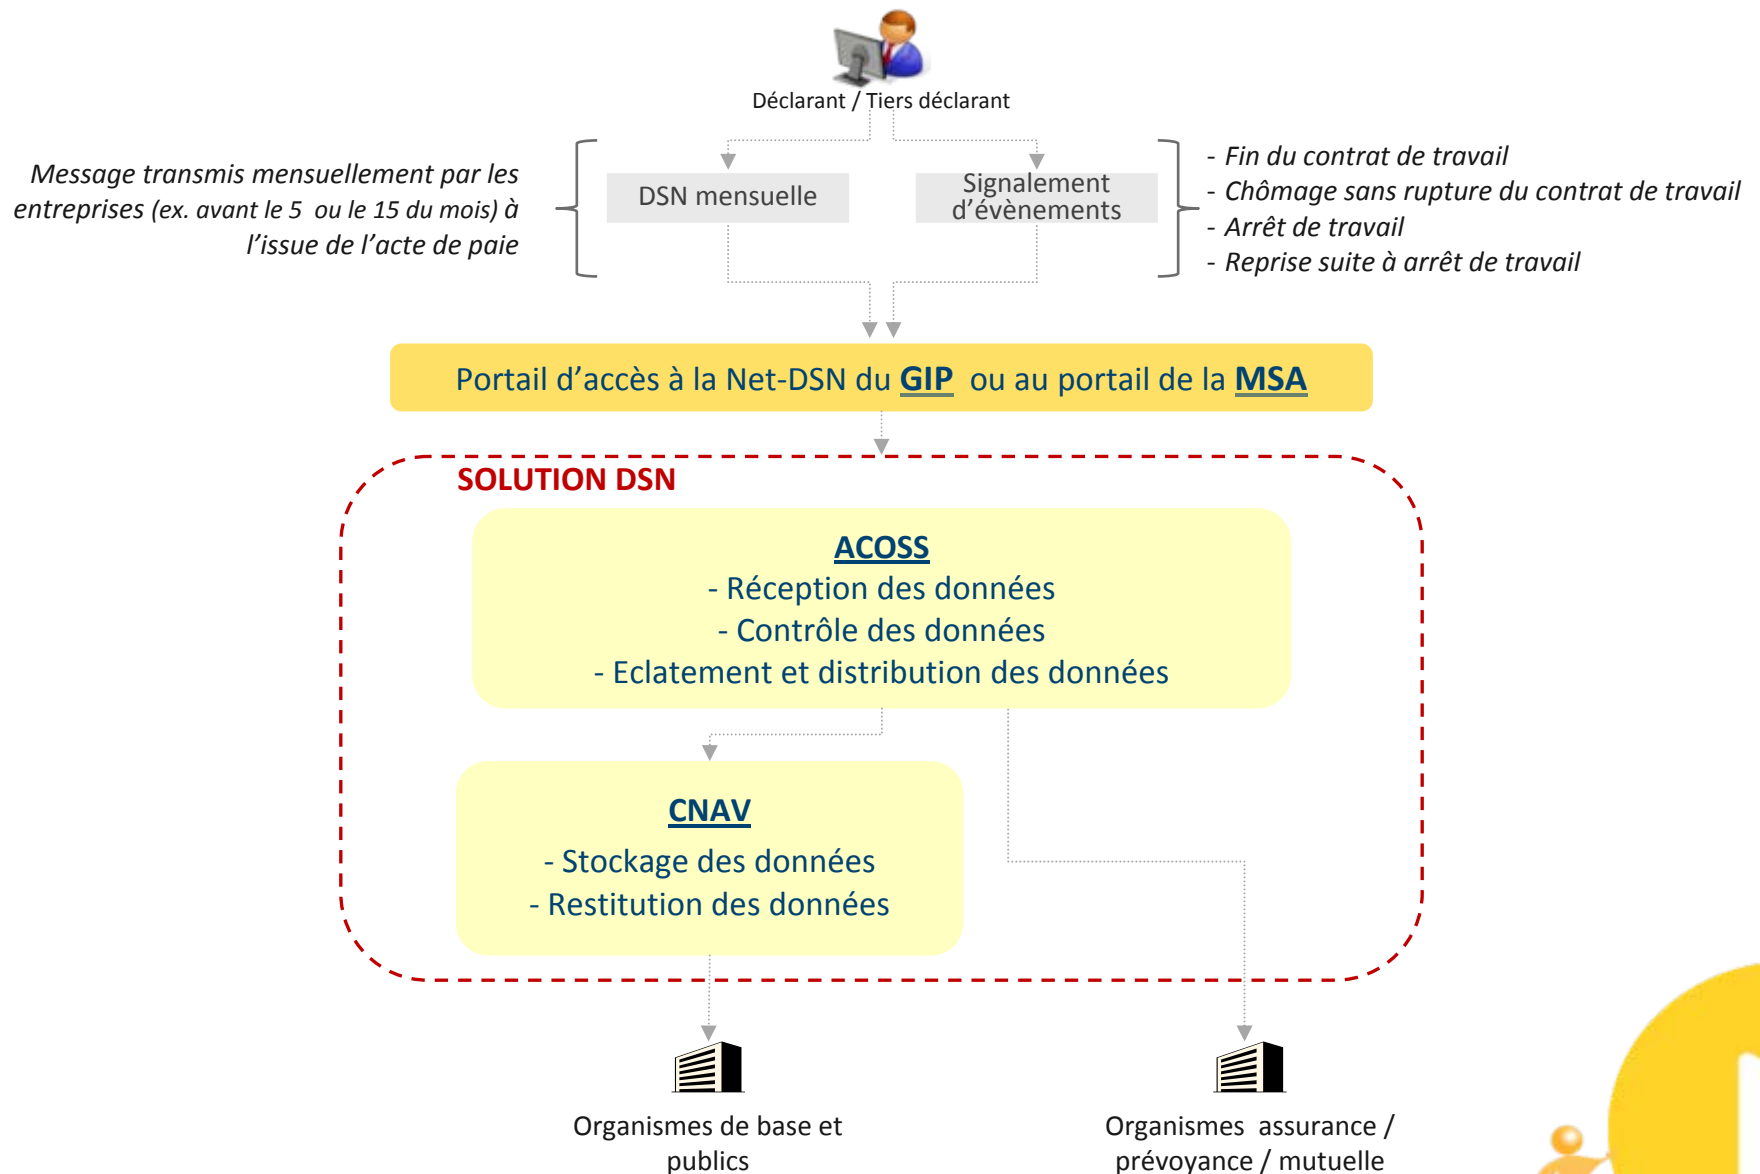 Déclarant / Tiers déclarant
Message transmis mensuellement par les
entreprises (ex. avant le 5 ou le 15 du mois) à
l’issue de l’acte de paie
DSN mensuelle
Signalement
d’évènements
- Fin du contrat de travail
- Chômage sans rupture du contrat de travail
- Arrêt de travail
- Reprise suite à arrêt de travail
Portail d’accès à la Net-DSN du GIP ou au portail de la MSA
SOLUTION DSN
ACOSS
- Réception des données
- Contrôle des données
- Eclatement et distribution des données
CNAV
- Stockage des données
- Restitution des données
Organismes de base et
publics
Organismes assurance /
prévoyance / mutuelle